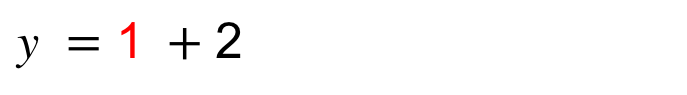 y = 1 + 2